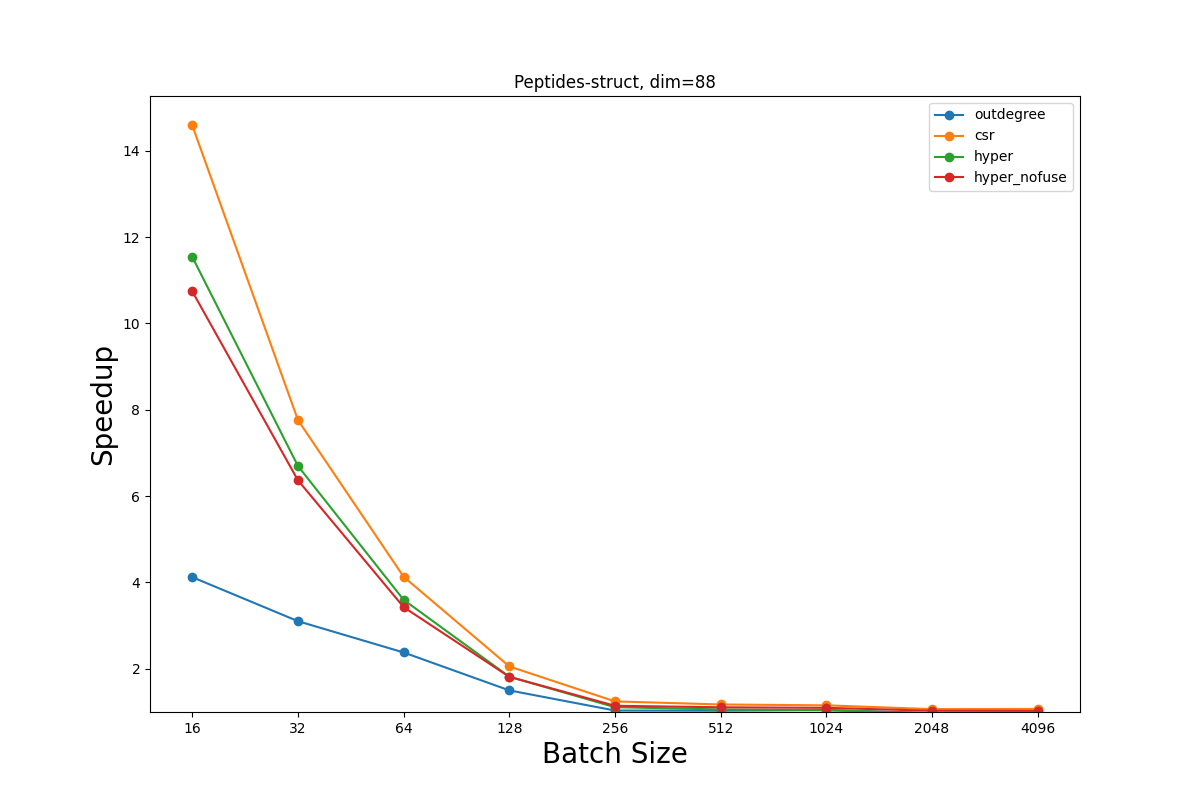 Peptides-struct, dim=88
outdegree
csr
hyper
hyper_nofuse
Speedup
14
12
10
8
6
4
2
16 32 64 128 256 512 1024 2048 4096
Batch Size